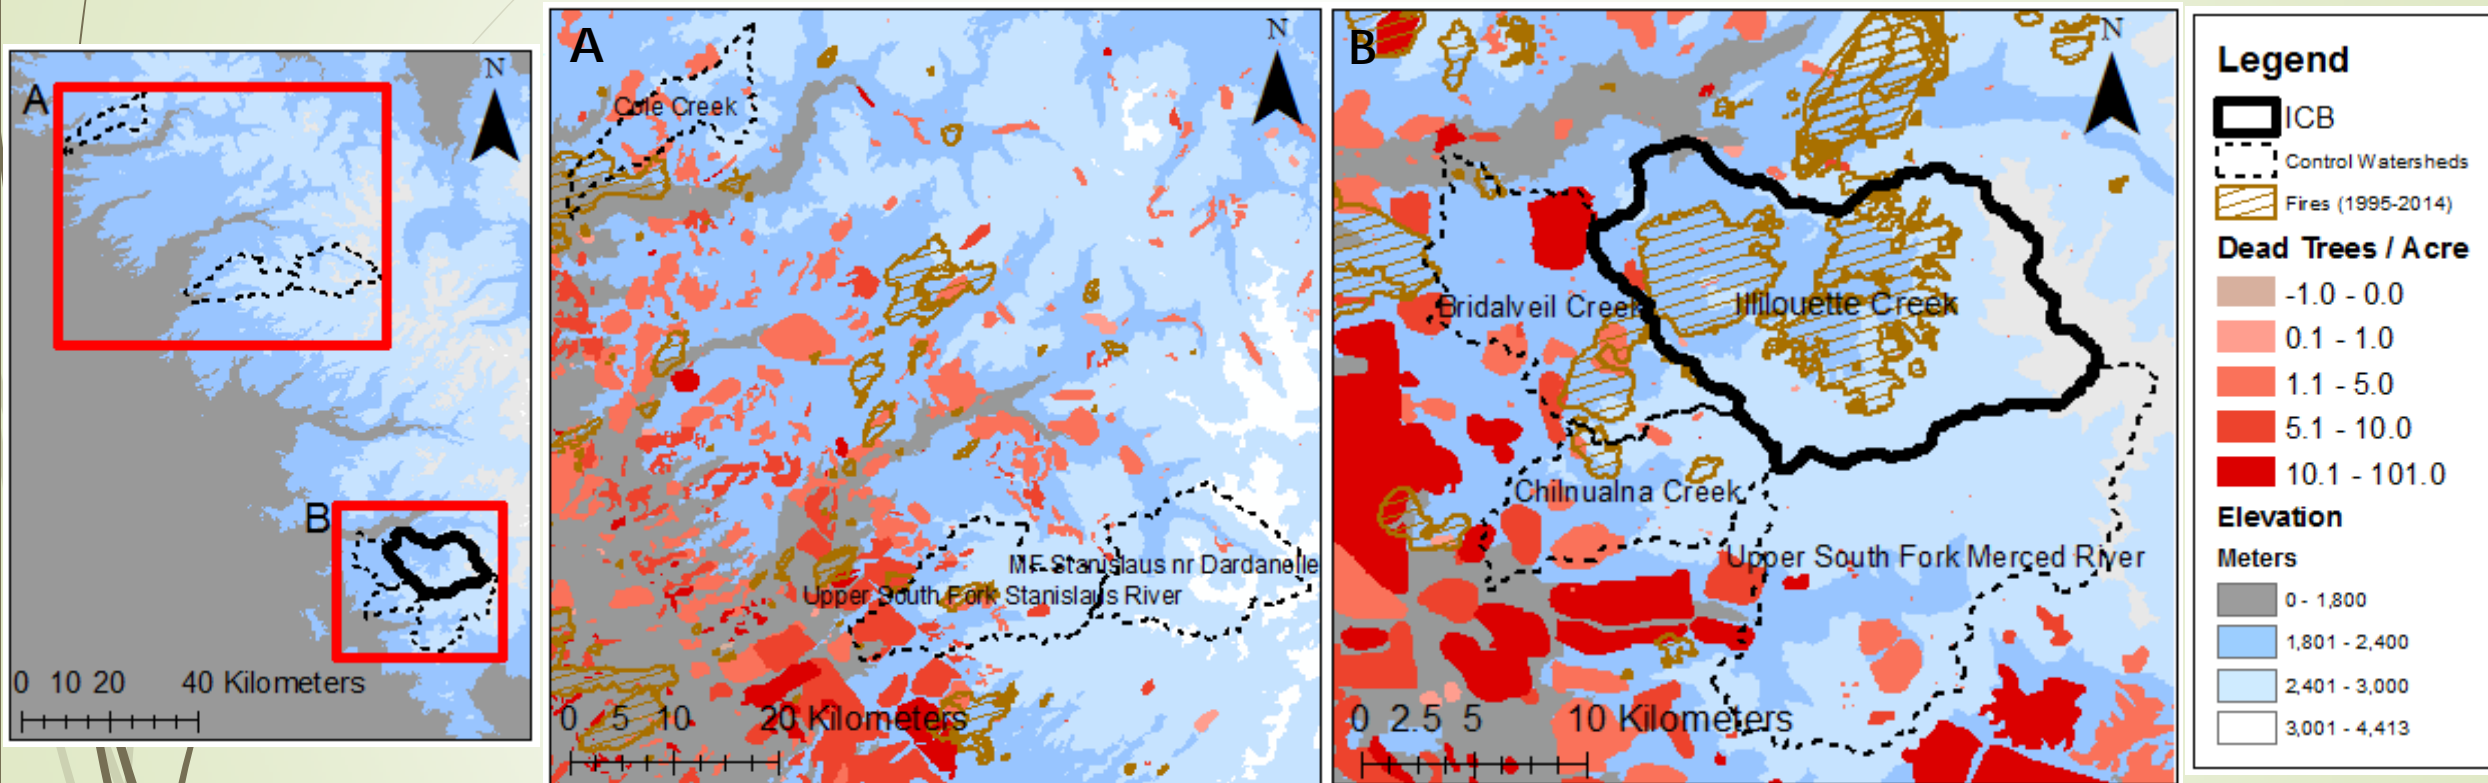 A
N
B
0 10 20 40 Kilometers
A
N
Cole Creek
MF Stanislaus nr Dardanelle
Upper South Fork Stanislaus River
0 5 10 20 Kilometers
B
N
Bridalveil Creek
Illilouette Creek
Chilnualna Creek
Upper South Fork Merced River
0 2.5 5 10 Kilometers
Legend
ICB
Control Watersheds
Fires (1995-2014)
Dead Trees / Acre
-1.0 - 0.0
0.1 - 1.0
1.1 - 5.0
5.1 - 10.0
10.1 - 101.0
Elevation
Meters
0 - 1,800
1,801 - 2,400
2,401 - 3,000
3,001 - 4,413